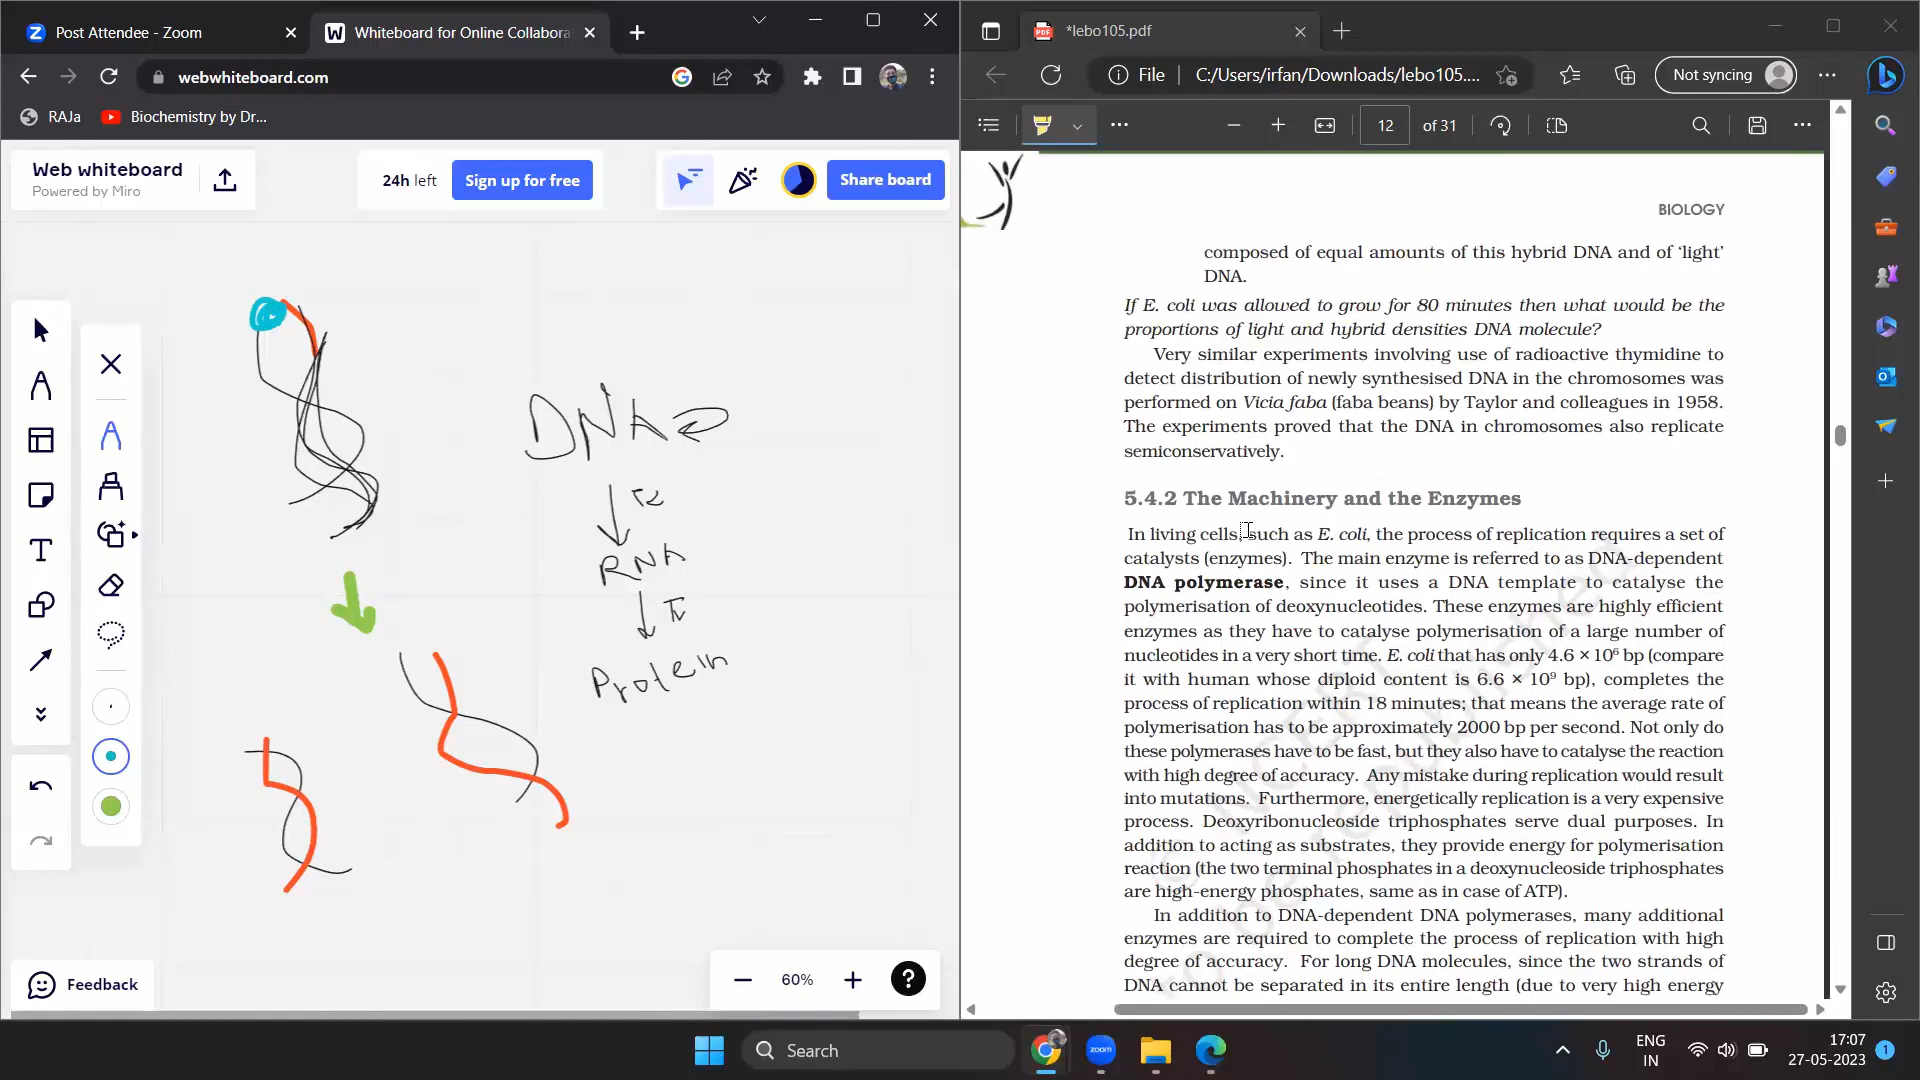 Post Attendee - Zoom
Whiteboard for Online Collabora
webwhiteboard.com
RAJa
Biochemistry by Dr...
Web whiteboard
Powered by Miro
24h left
Sign up for free
Share board
DNA
RNA
Protein
60%
Feedback
*lebo105.pdf
File
C:/Users/irfan/Downloads/lebo105....
Not syncing
12
of 31
BIOLOGY
composed of equal amounts of this hybrid DNA and of ‘light’
DNA.
If E. coli was allowed to grow for 80 minutes then what would be the
proportions of light and hybrid densities DNA molecule?
Very similar experiments involving use of radioactive thymidine to
detect distribution of newly synthesised DNA in the chromosomes was
performed on Vicia faba (faba beans) by Taylor and colleagues in 1958.
The experiments proved that the DNA in chromosomes also replicate
semiconservatively.
5.4.2 The Machinery and the Enzymes
In living cells, such as E. coli, the process of replication requires a set of
catalysts (enzymes). The main enzyme is referred to as DNA-dependent
DNA polymerase, since it uses a DNA template to catalyse the
polymerisation of deoxynucleotides. These enzymes are highly efficient
enzymes as they have to catalyse polymerisation of a large number of
nucleotides in a very short time. E. coli that has only 4.6 × 10⁶ bp (compare
it with human whose diploid content is 6.6 × 10⁹ bp), completes the
process of replication within 18 minutes; that means the average rate of
polymerisation has to be approximately 2000 bp per second. Not only do
these polymerases have to be fast, but they also have to catalyse the reaction
with high degree of accuracy. Any mistake during replication would result
into mutations. Furthermore, energetically replication is a very expensive
process. Deoxyribonucleoside triphosphates serve dual purposes. In
addition to acting as substrates, they provide energy for polymerisation
reaction (the two terminal phosphates in a deoxynucleoside triphosphates
are high-energy phosphates, same as in case of ATP).
In addition to DNA-dependent DNA polymerases, many additional
enzymes are required to complete the process of replication with high
degree of accuracy. For long DNA molecules, since the two strands of
DNA cannot be separated in its entire length (due to very high energy
© NCERT
to be republished
Search
zoom
ENG
IN
17:07
27-05-2023
1